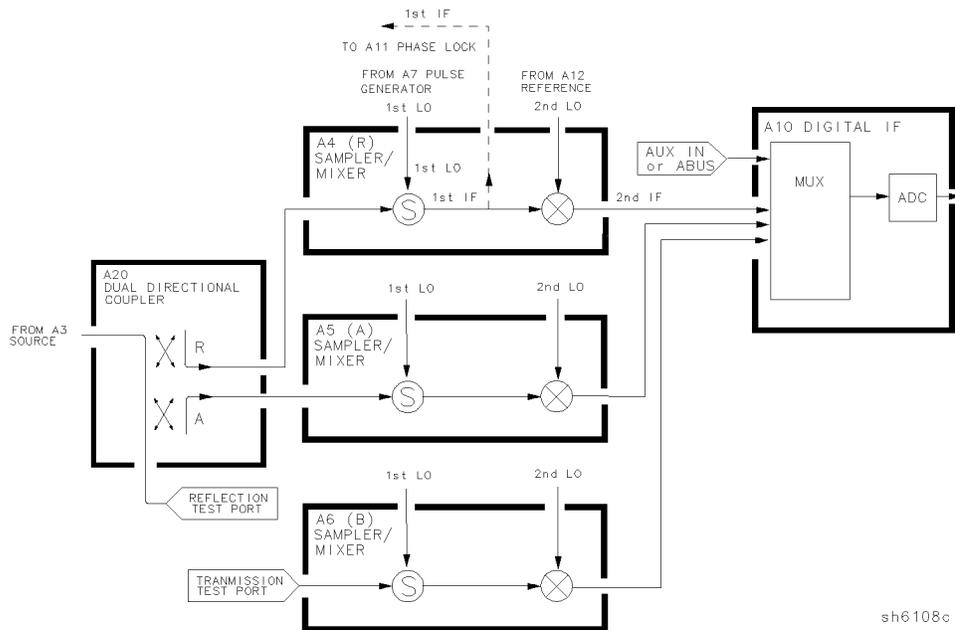 1st IF
TO A11 PHASE LOCK
FROM A7 PULSE
GENERATOR
1st LO
FROM A12
REFERENCE
2nd LO
A4 (R)
SAMPLER/
MIXER
1st LO
1st IF
S
2nd IF
AUX IN
or ABUS
A10 DIGITAL IF
MUX
ADC
A20
DUAL DIRECTIONAL
COUPLER
FROM A3
SOURCE
R
A
REFLECTION
TEST PORT
1st LO
2nd LO
A5 (A)
SAMPLER/
MIXER
S
1st LO
2nd LO
A6 (B)
SAMPLER/
MIXER
S
TRANMISSION
TEST PORT
sh6108c